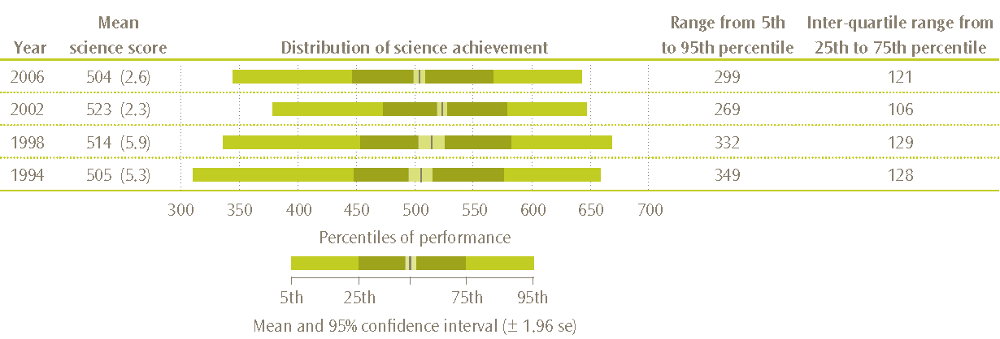 Mean Range from 5th Inter-quartile range from
Year science score Distribution of science achievement to 95th percentile 25th to 75th percentile
2006 504 (2.6) 299 121
2002 523 (2.3) 269 106
1998 514 (5.9) 332 129
1994 505 (5.3) 349 128
300 350 400 450 500 550 600 650 700
Percentiles of performance
5th 25th 75th 95th
Mean and 95% confidence interval (± 1.96 se)